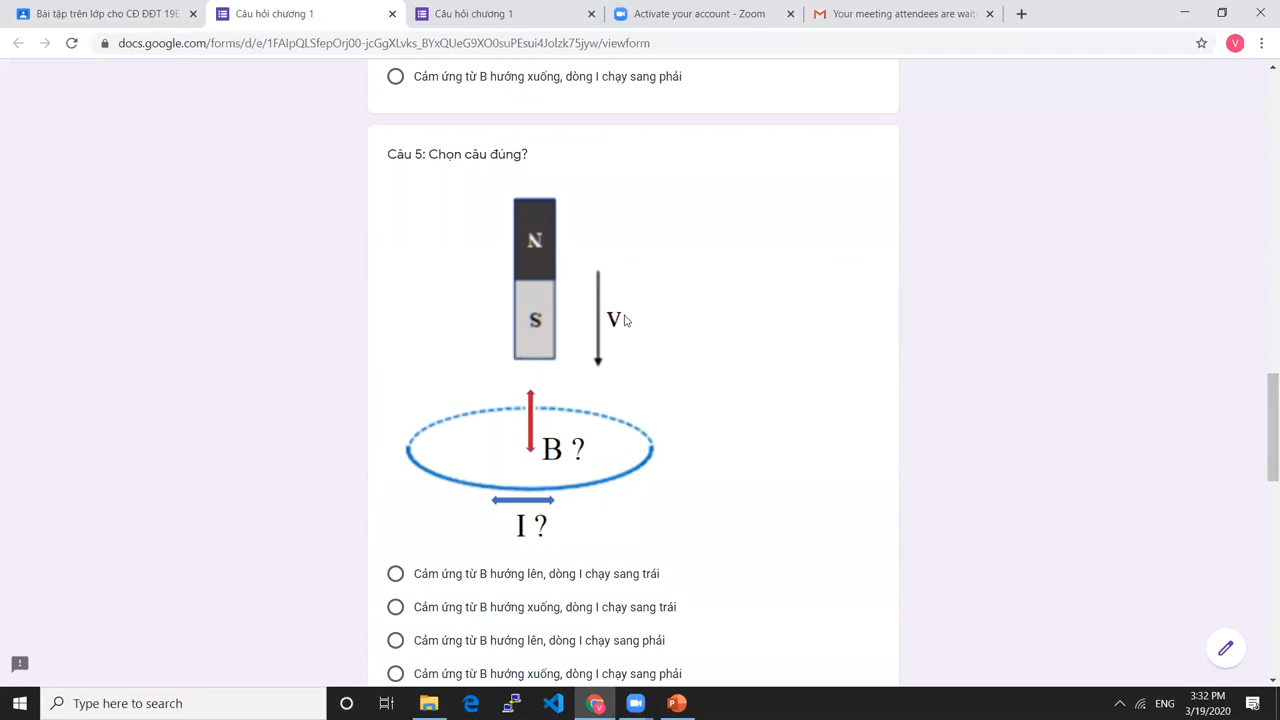 Bài tập trên lớp cho CĐ ĐĐT 19E
Câu hỏi chương 1
Câu hỏi chương 1
Activate your account - Zoom
Your meeting attendees are wait
docs.google.com/forms/d/e/1FAIpQLSfepOrj00-jcGgXLvks_BYxQUeG9XO0suPEsui4Jolzk75jyw/viewform
V
Cảm ứng từ B hướng xuống, dòng I chạy sang phải
Câu 5: Chọn câu đúng?
N
S
V
B ?
I ?
Cảm ứng từ B hướng lên, dòng I chạy sang trái
Cảm ứng từ B hướng xuống, dòng I chạy sang trái
Cảm ứng từ B hướng lên, dòng I chạy sang phải
Cảm ứng từ B hướng xuống, dòng I chạy sang phải
Type here to search
ENG
3:32 PM
3/19/2020